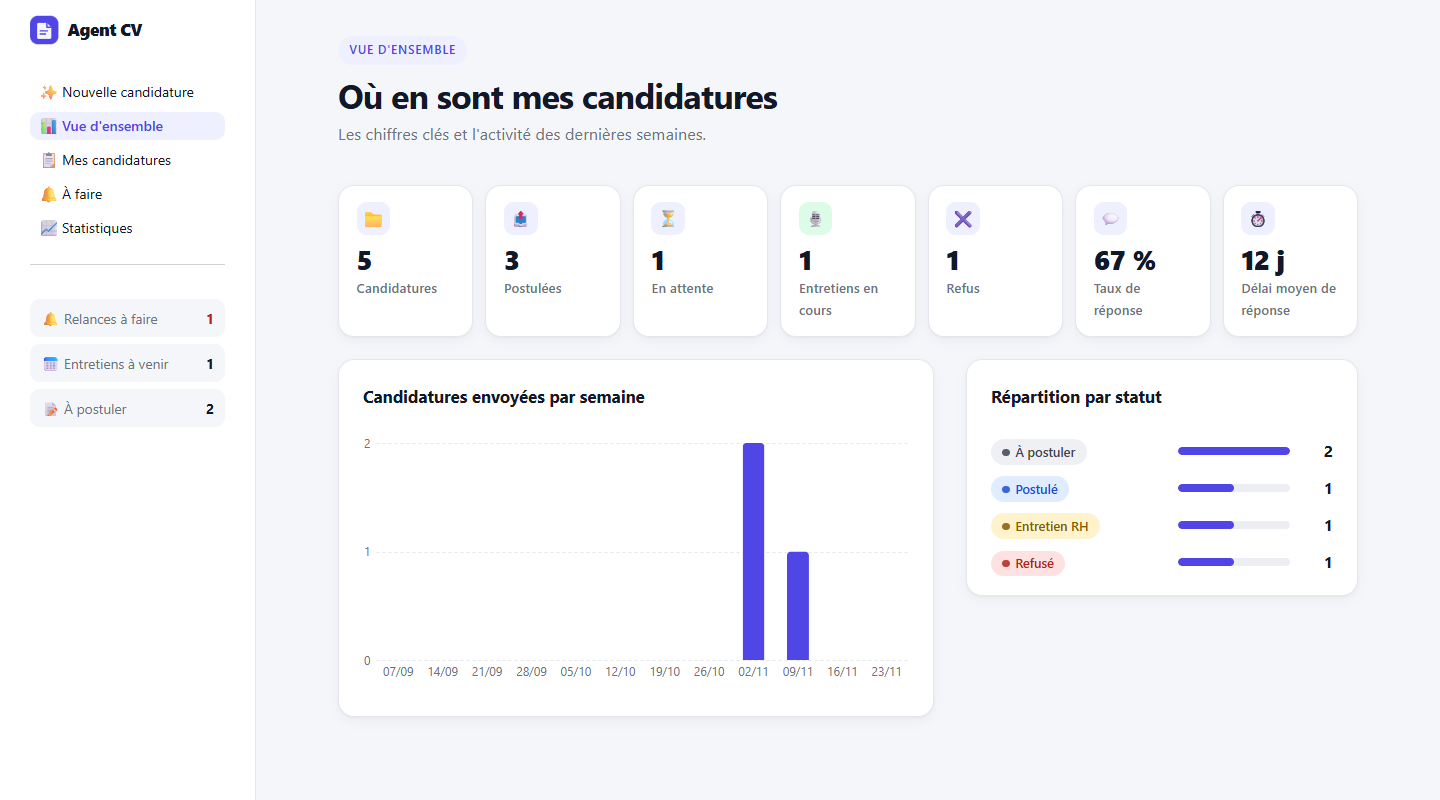 Agent CV
Nouvelle candidature
Vue d'ensemble
Mes candidatures
À faire
Statistiques
Relances à faire 1
Entretiens à venir 1
À postuler 2
VUE D'ENSEMBLE
Où en sont mes candidatures
Les chiffres clés et l'activité des dernières semaines.
5
Candidatures
3
Postulées
1
En attente
1
Entretiens en
cours
1
Refus
67 %
Taux de
réponse
12 j
Délai moyen de
réponse
Candidatures envoyées par semaine
2
1
0
07/09 14/09 21/09 28/09 05/10 12/10 19/10 26/10 02/11 09/11 16/11 23/11
Répartition par statut
À postuler 2
Postulé 1
Entretien RH 1
Refusé 1